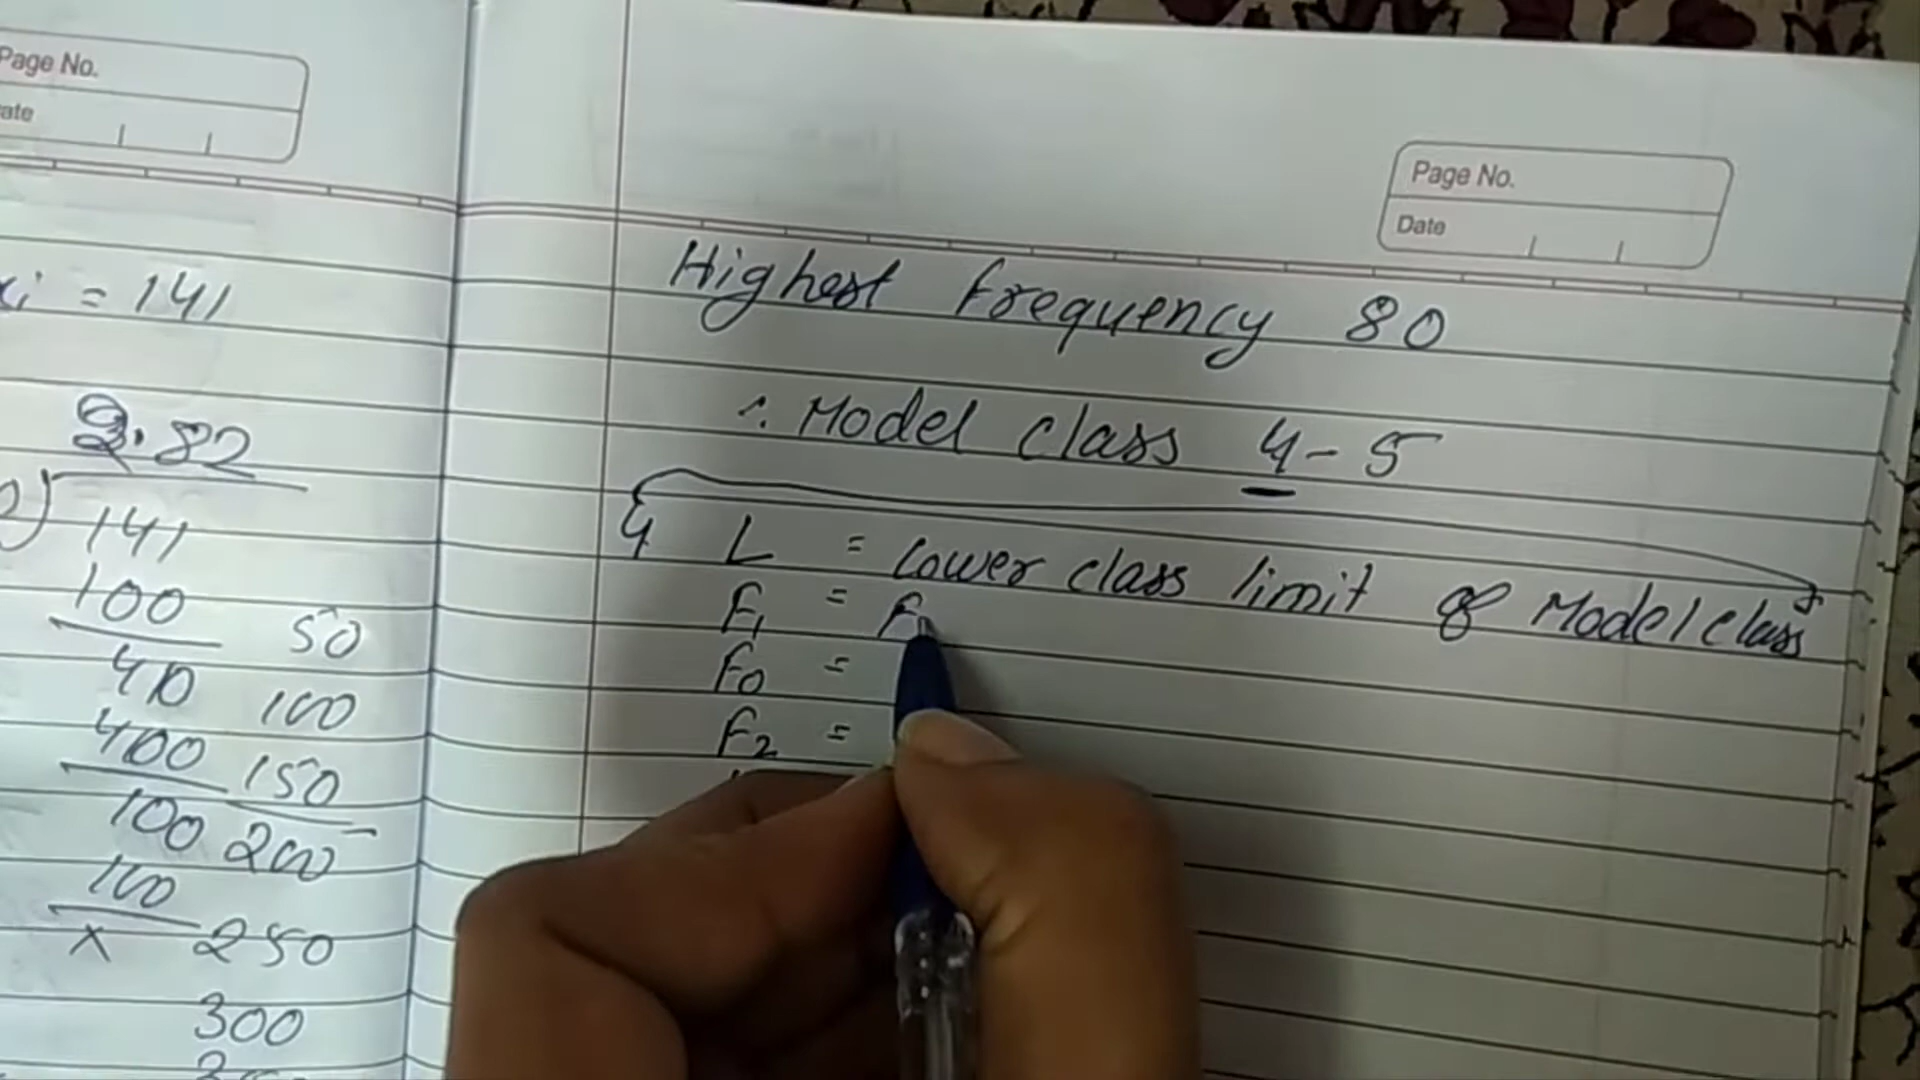 Page No.
ate
= 141
2.82
141
100 50
410 100
400 150
100 200
100
x 250
300
Page No.
Date
Highest frequency 80
∴ Model class 4-5
4 L = Lower class limit of Model class
F1 = F
F0 =
F2 =